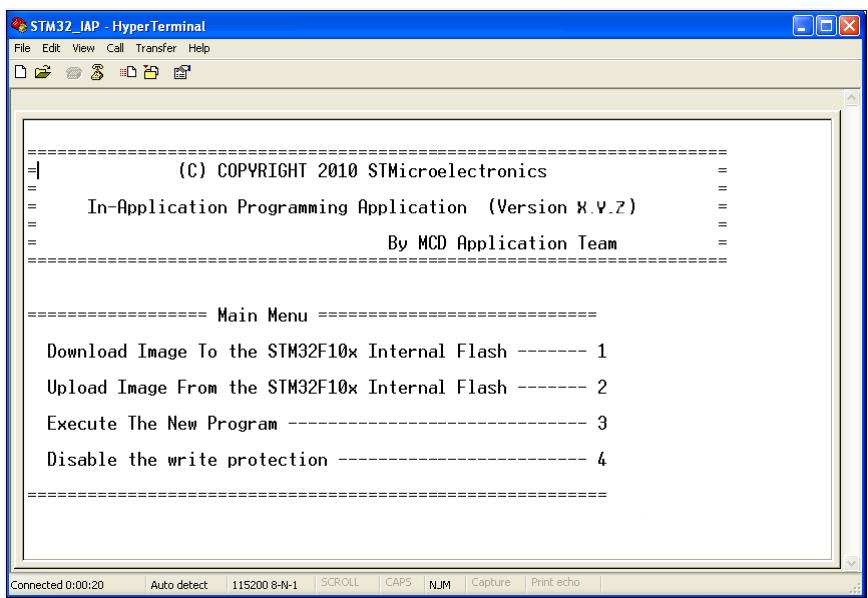 STM32_IAP - HyperTerminal
File Edit View Call Transfer Help
======================================================================
= (C) COPYRIGHT 2010 STMicroelectronics =
= =
= In-Application Programming Application (Version X.Y.Z) =
= =
= By MCD Application Team =
======================================================================
================== Main Menu ============================
Download Image To the STM32F10x Internal Flash ------- 1
Upload Image From the STM32F10x Internal Flash ------- 2
Execute The New Program ------------------------------ 3
Disable the write protection ------------------------- 4
==========================================================
Connected 0:00:20 Auto detect 115200 8-N-1 SCROLL CAPS NUM Capture Print echo